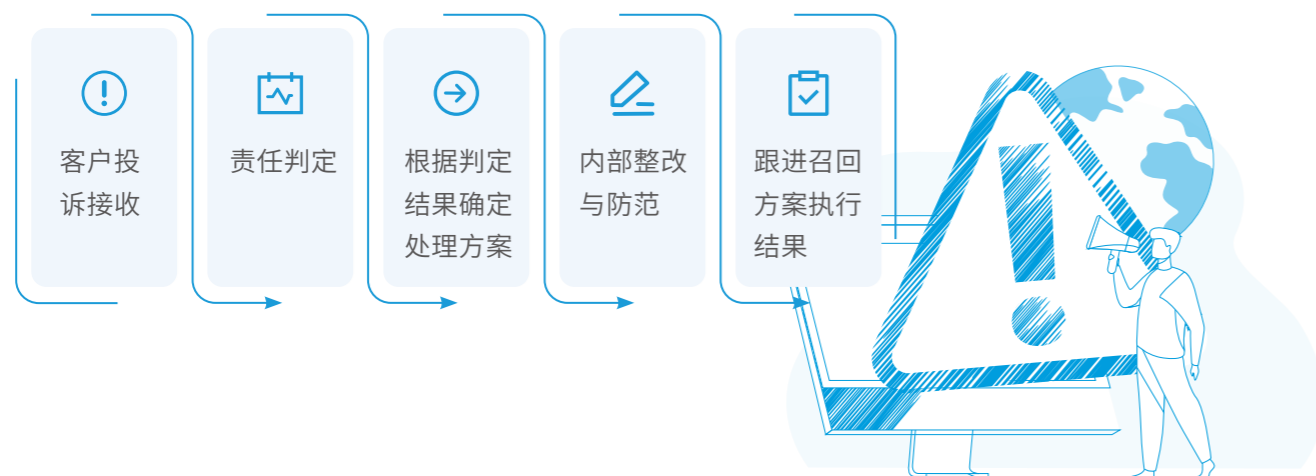 客户投
诉接收
责任判定
根据判定
结果确定
处理方案
内部整改
与防范
跟进召回
方案执行
结果